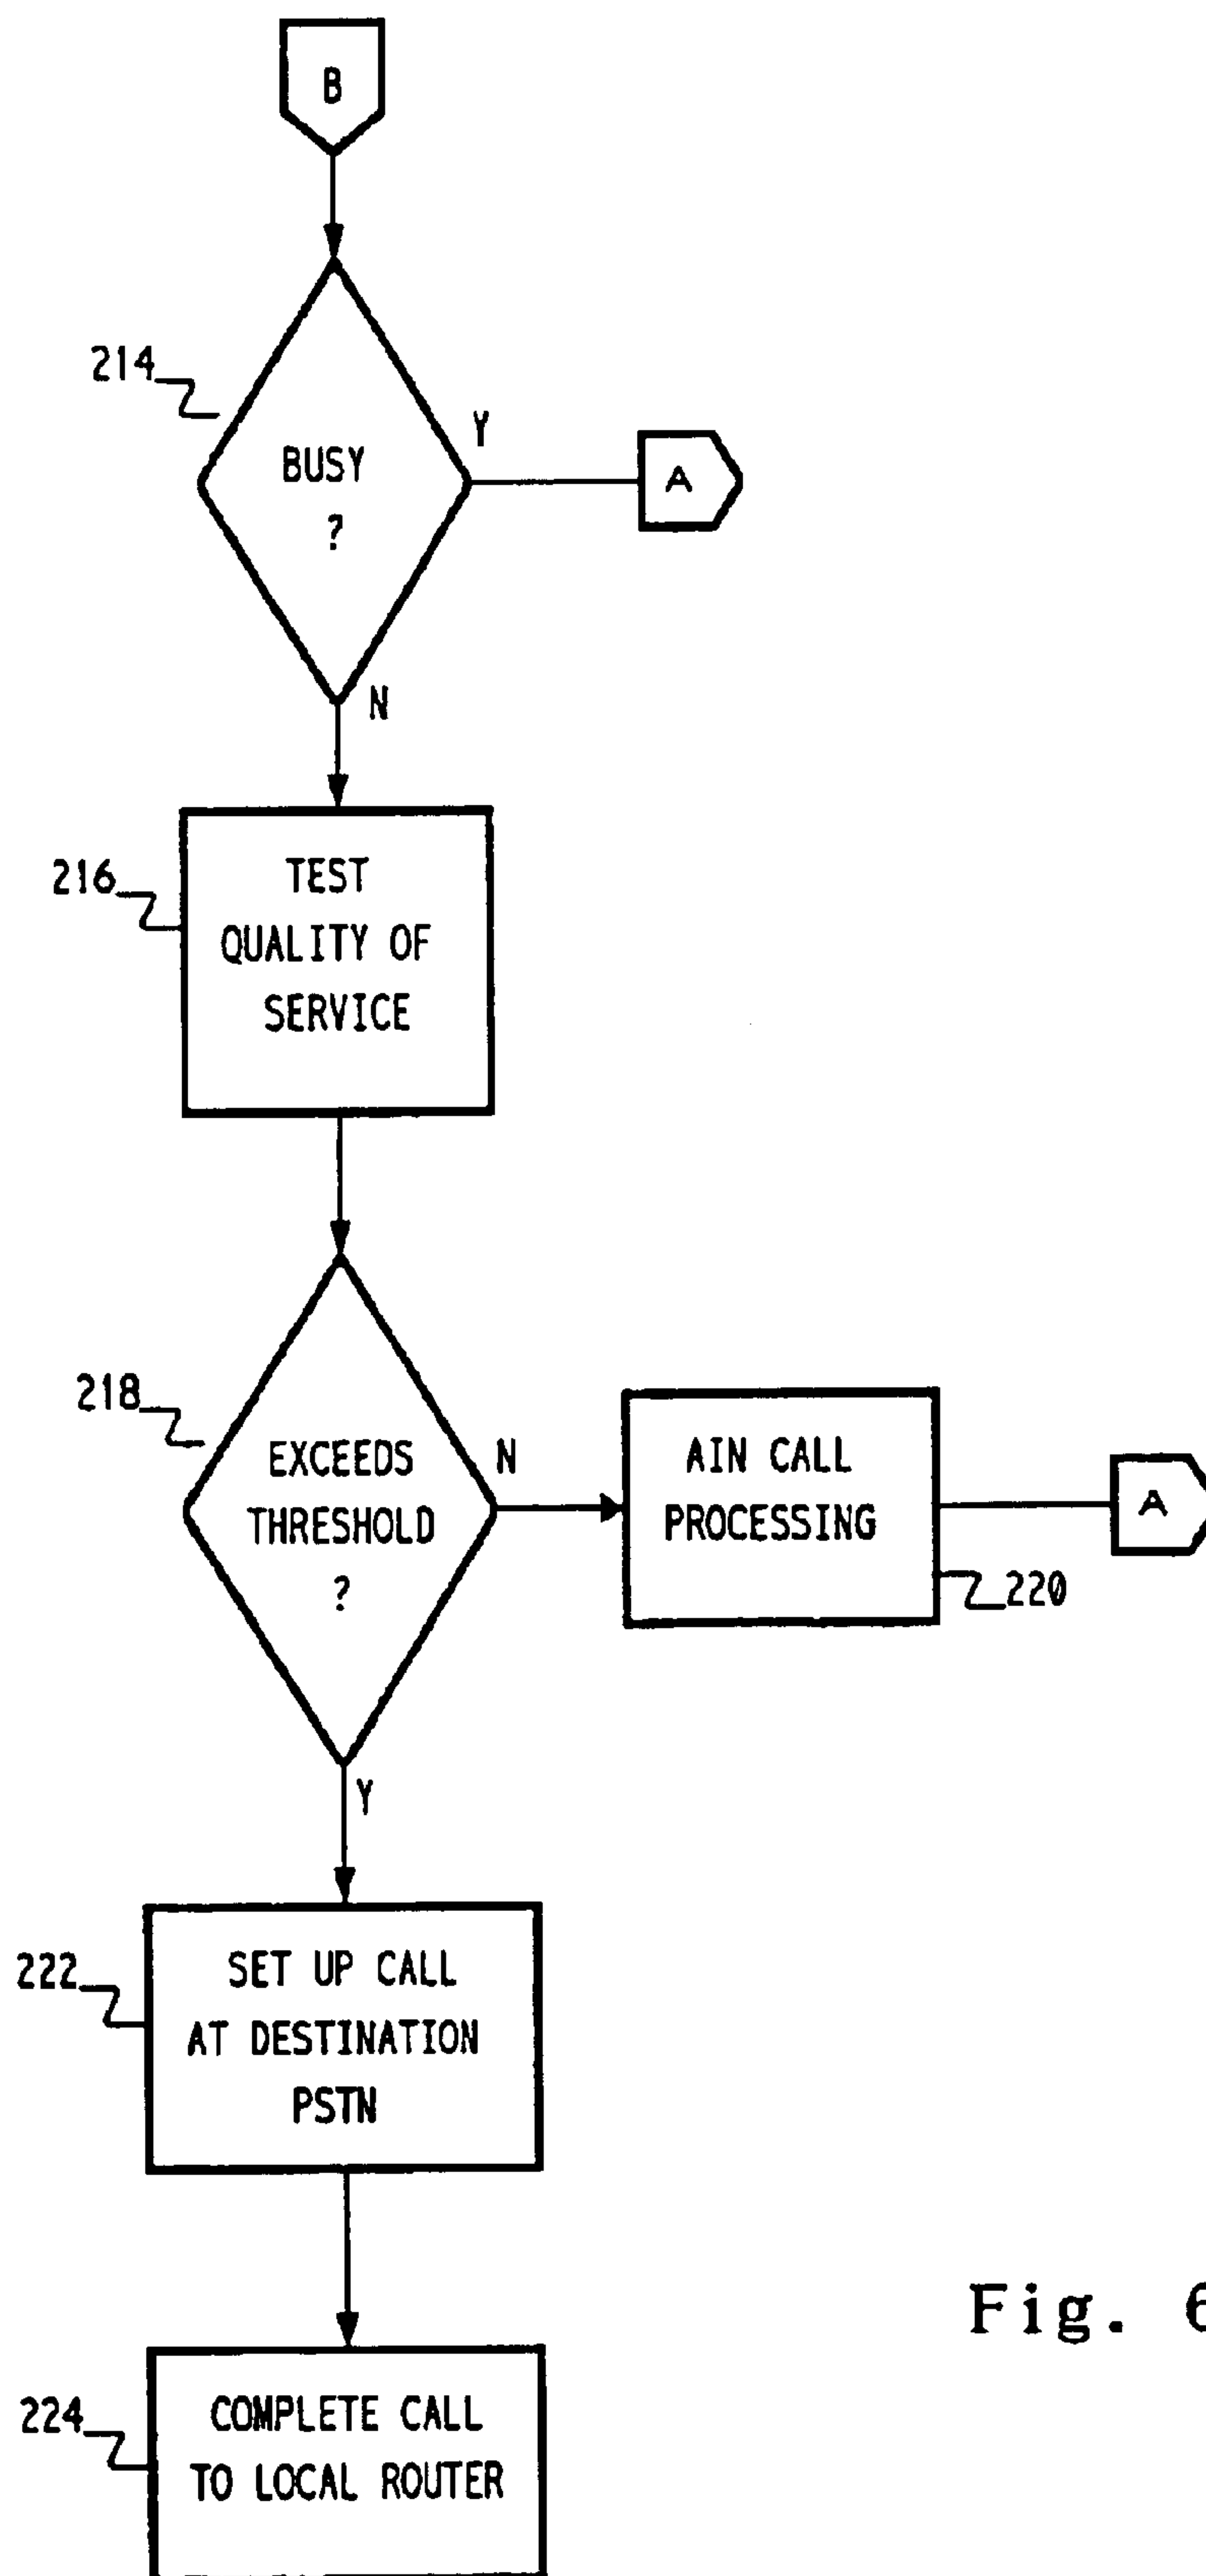 B
214
BUSY
?
Y
A
N
216
TEST
QUALITY OF
SERVICE
218
EXCEEDS
THRESHOLD
?
N
AIN CALL
PROCESSING
220
A
Y
222
SET UP CALL
AT DESTINATION
PSTN
Fig. 6
224
COMPLETE CALL
TO LOCAL ROUTER